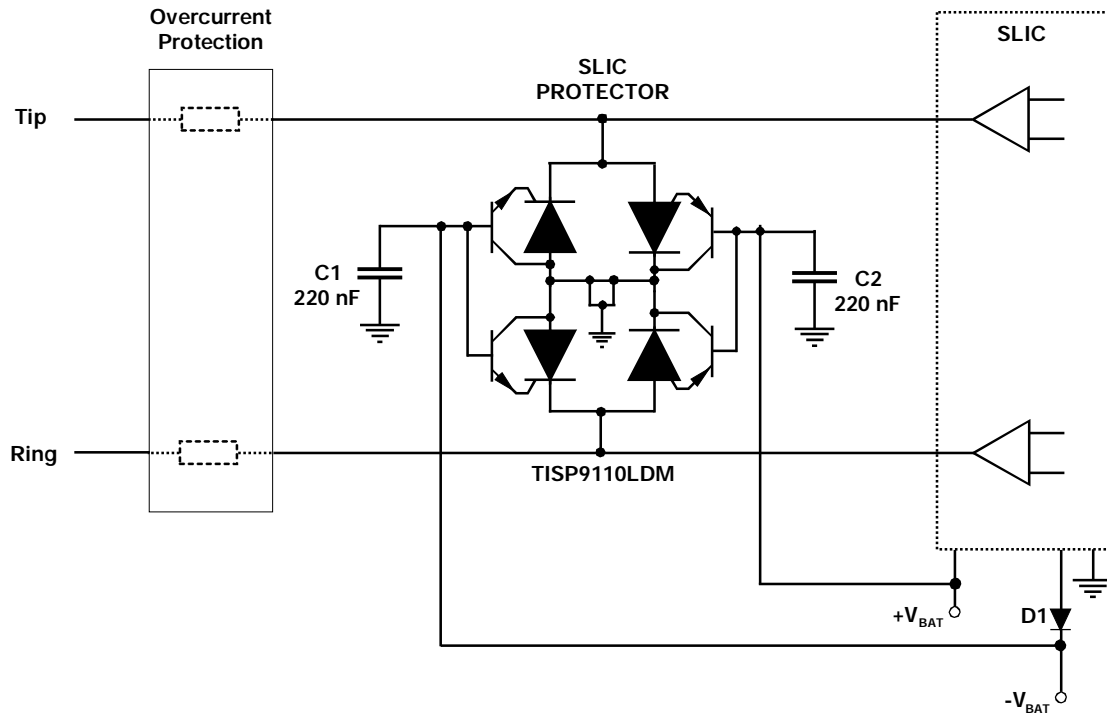 Overcurrent
Protection
SLIC
SLIC
PROTECTOR
Tip
C1
220 nF
C2
220 nF
Ring
TISP9110LDM
+VBAT
D1
-VBAT